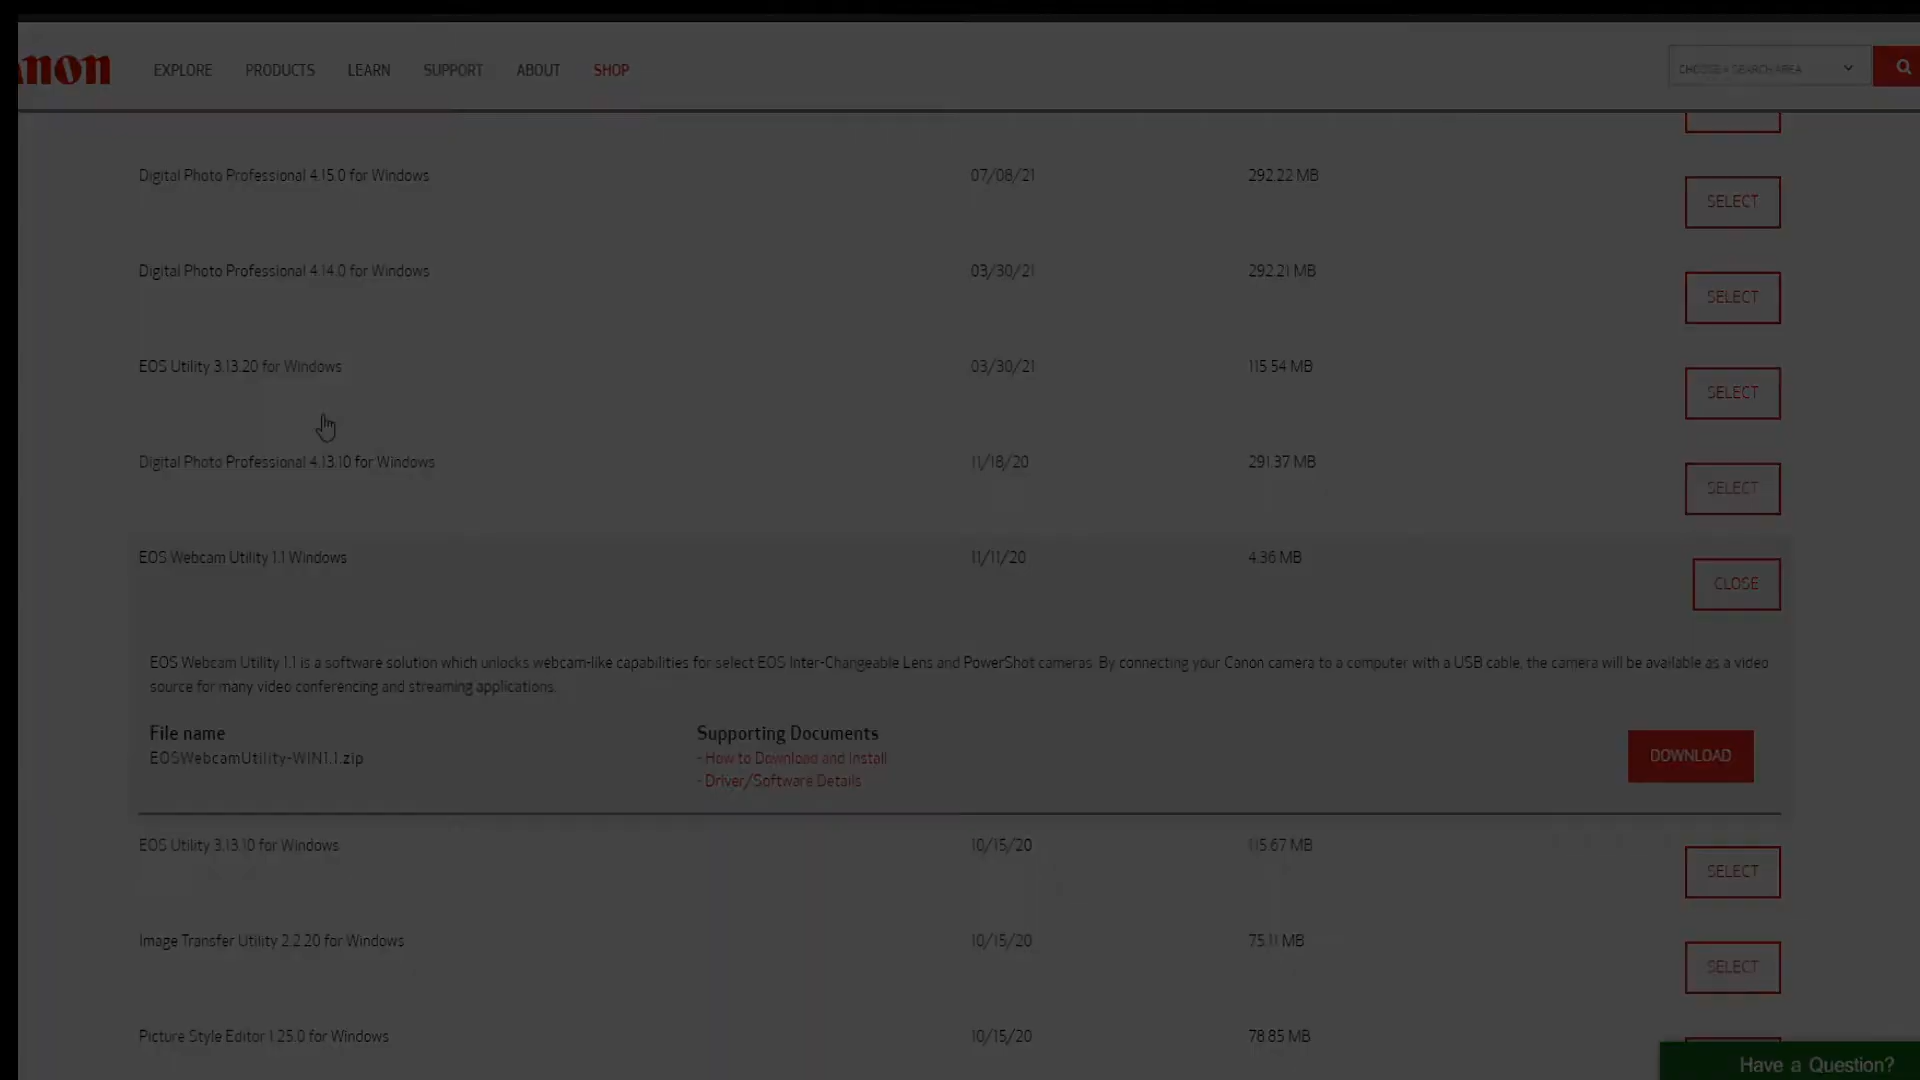 EXPLORE PRODUCTS LEARN SUPPORT ABOUT SHOP CHOOSE A SEARCH AREA
Digital Photo Professional 4.15.0 for Windows 07/08/21 292.22 MB SELECT
Digital Photo Professional 4.14.0 for Windows 03/30/21 292.21 MB SELECT
EOS Utility 3.13.20 for Windows 03/30/21 115.54 MB SELECT
Digital Photo Professional 4.13.10 for Windows 11/18/20 291.37 MB SELECT
EOS Webcam Utility 1.1 Windows 11/11/20 4.36 MB CLOSE
EOS Webcam Utility 1.1 is a software solution which unlocks webcam-like capabilities for select EOS Inter-Changeable Lens and PowerShot cameras. By connecting your Canon camera to a computer with a USB cable, the camera will be available as a video
source for many video conferencing and streaming applications.
File name Supporting Documents
EOSWebcamUtility-WIN1.1.zip - How to Download and Install DOWNLOAD
- Driver/Software Details
EOS Utility 3.13.10 for Windows 10/15/20 115.67 MB SELECT
Image Transfer Utility 2.2.20 for Windows 10/15/20 75.11 MB SELECT
Picture Style Editor 1.25.0 for Windows 10/15/20 78.85 MB
Have a Question?